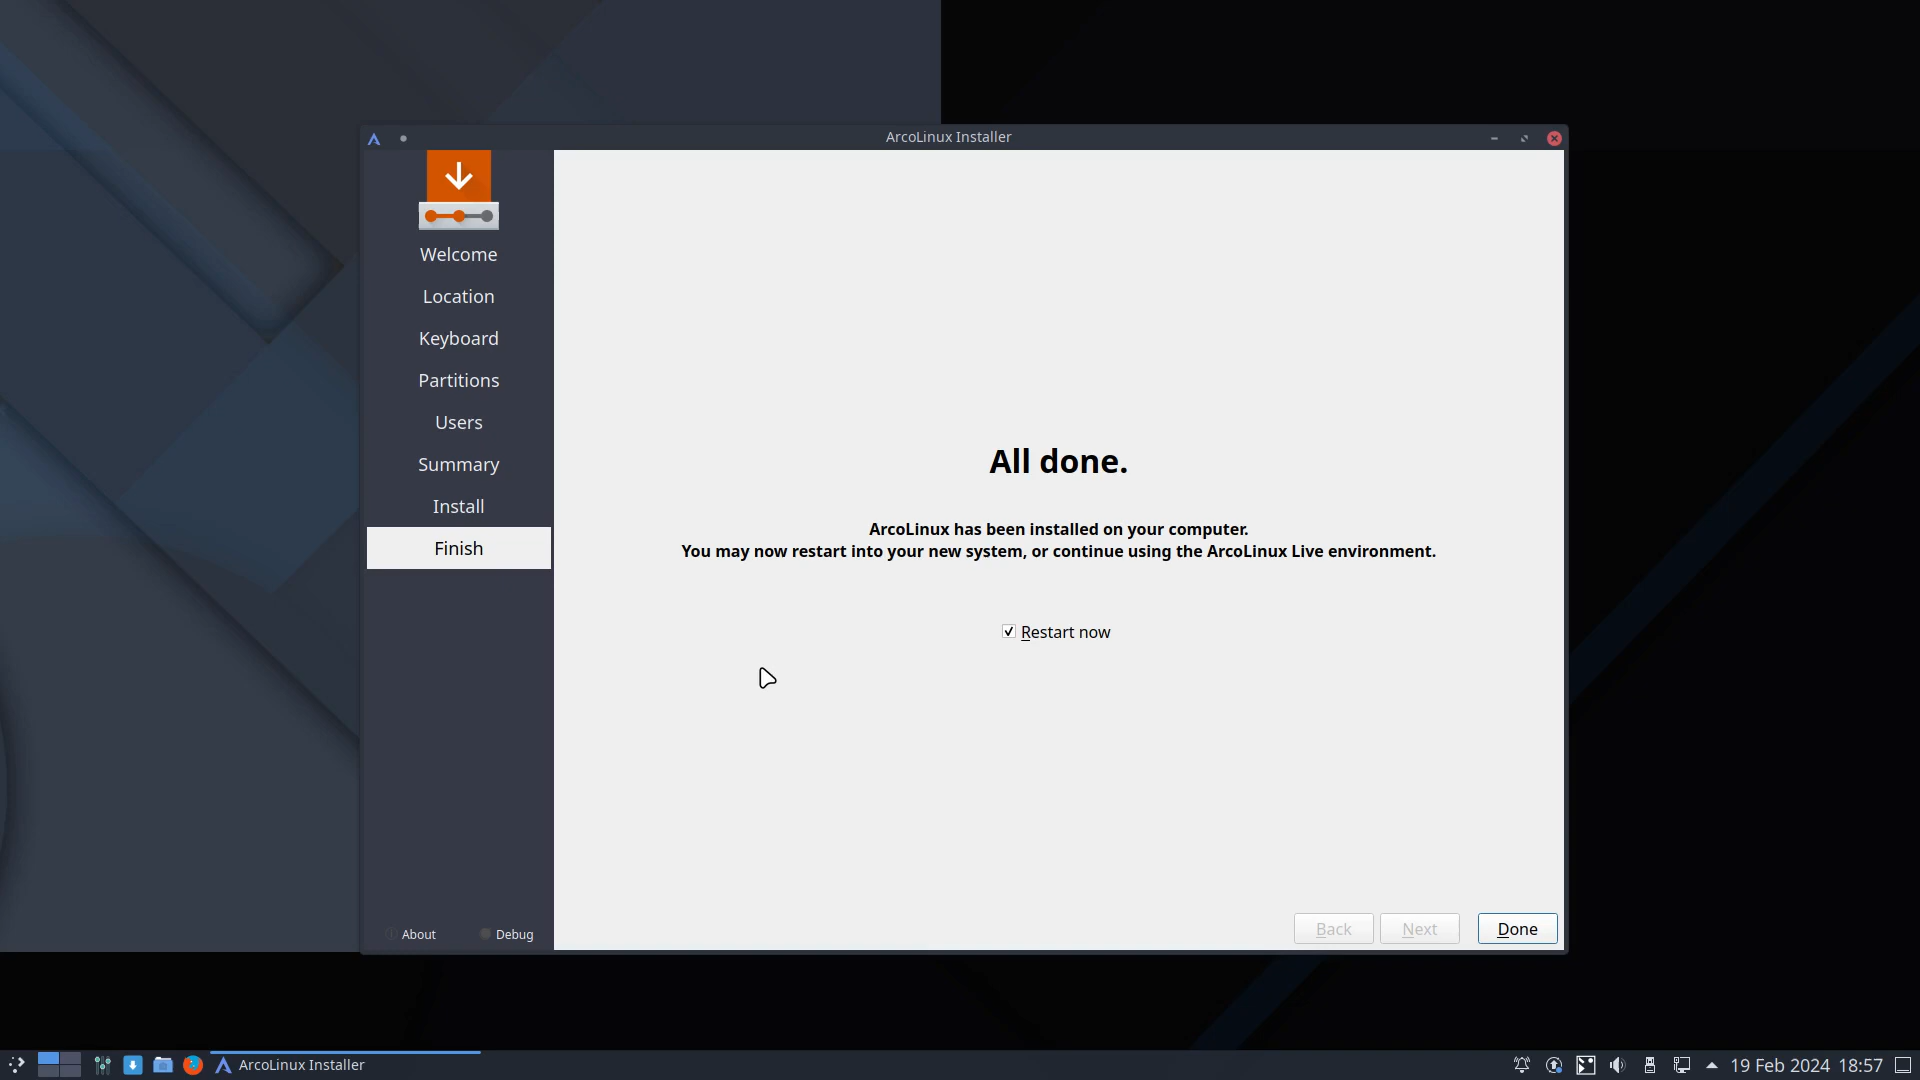 ArcoLinux Installer
Welcome
Location
Keyboard
Partitions
Users
Summary
Install
Finish
All done.
ArcoLinux has been installed on your computer.
You may now restart into your new system, or continue using the ArcoLinux Live environment.
Restart now
About
Debug
Back
Next
Done
ArcoLinux Installer
19 Feb 2024 18:57